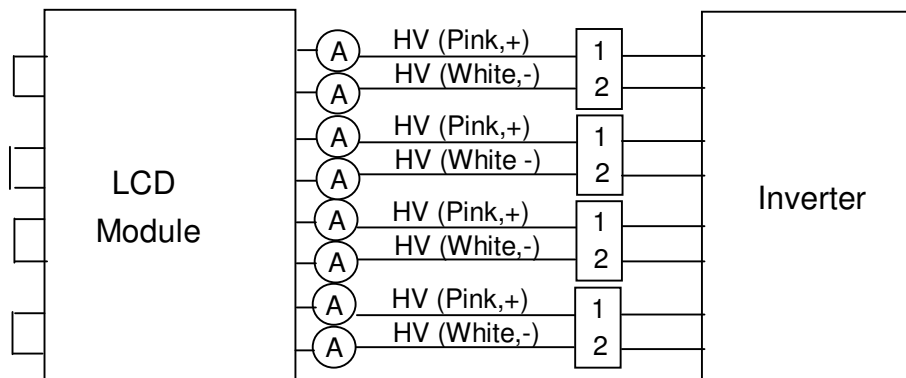 A HV (Pink,+) 1
A HV (White,-) 2
A HV (Pink,+) 1
A HV (White -) 2
LCD
Module
Inverter
A HV (Pink,+) 1
A HV (White,-) 2
A HV (Pink,+) 1
A HV (White,-) 2